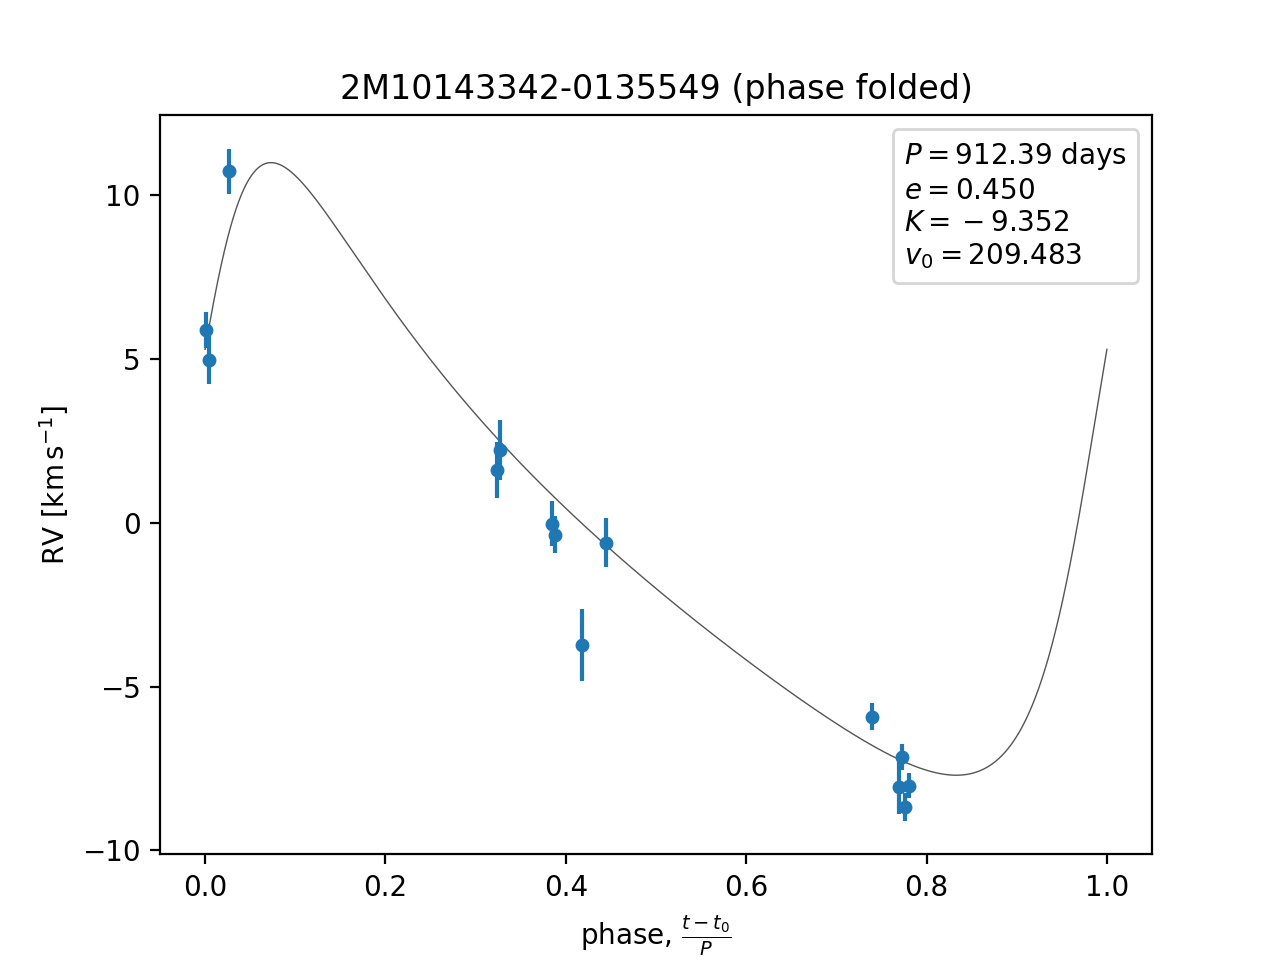 2M10143342-0135549 (phase folded)
P = 912.39 days
e = 0.450
K = −9.352
v₀ = 209.483
RV [km s⁻¹]
10
5
0
−5
−10
0.0 0.2 0.4 0.6 0.8 1.0
phase, (t − t₀)/P